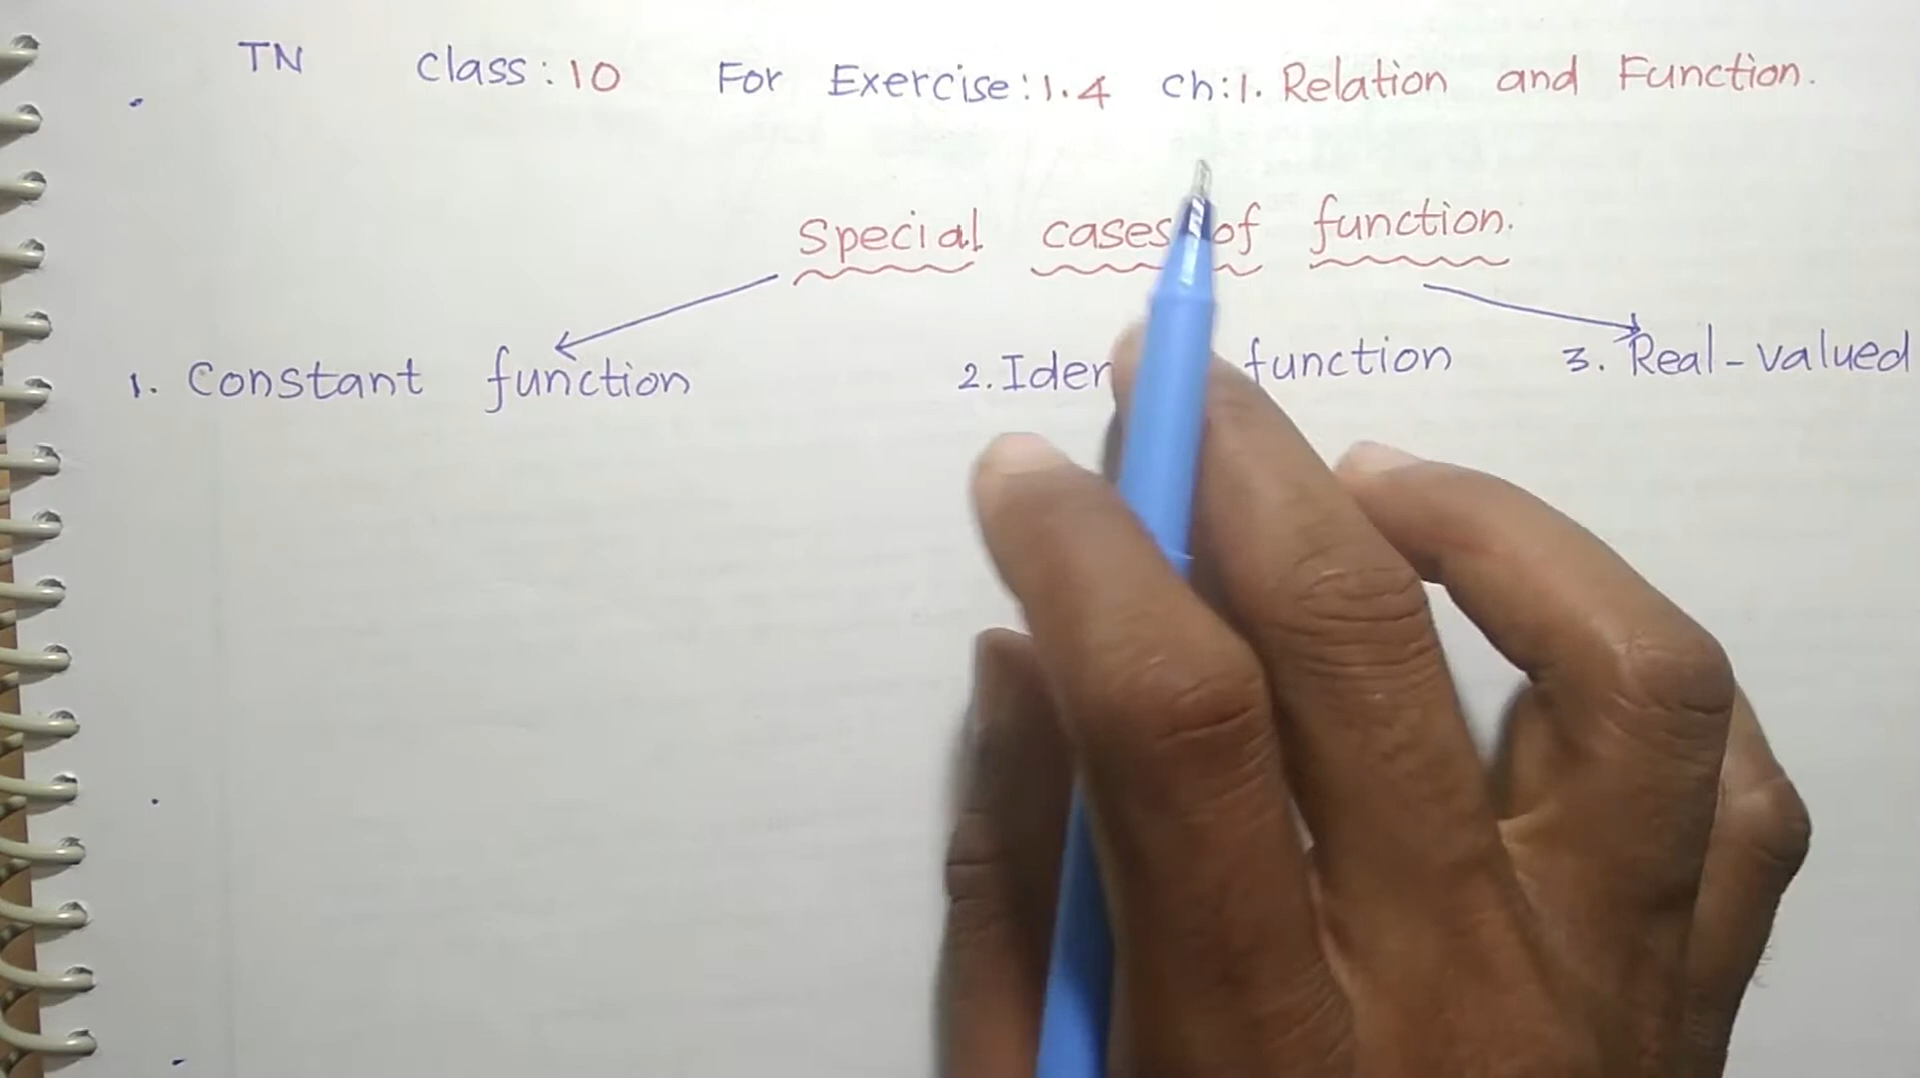 TN Class:10 For Exercise:1.4 Ch:1. Relation and Function.
Special cases of function.
1. Constant function 2. function 3. Real-valued